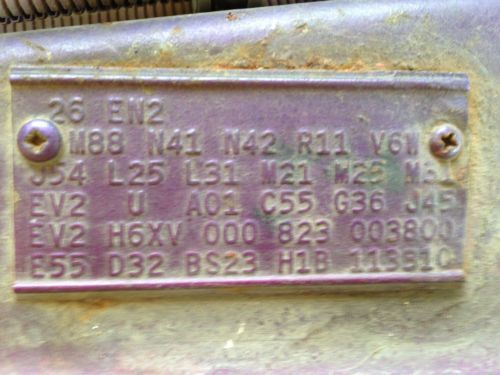 26 EN2
M88 N41 N42 R11 V6W
J54 L25 L31 M21 M25
EV2 U A01 C55 G36 J45
EV2 H6XV 000 823 003800
E55 D32 BS23 H1B